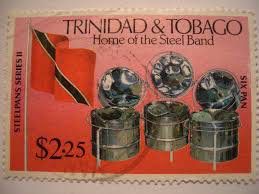 TRINIDAD & TOBAGO
Home of the Steel Band
STEELPANS SERIES II
SIX PAN
$2.25